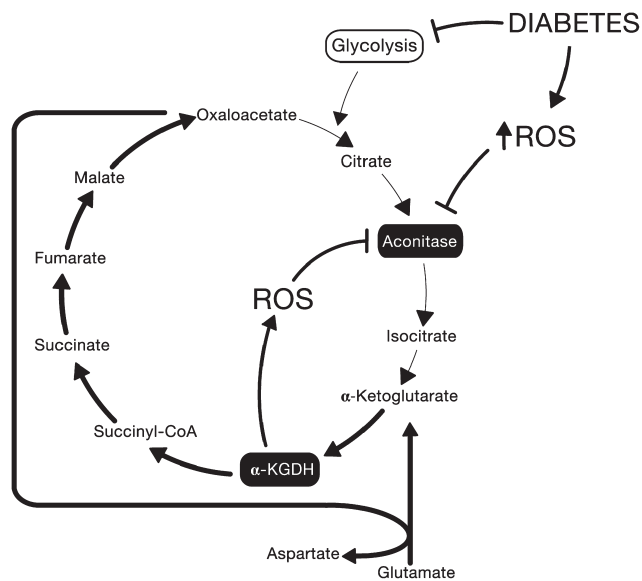 DIABETES
Glycolysis
Oxaloacetate
ROS
Citrate
Malate
Aconitase
Fumarate
ROS
Isocitrate
Succinate
α-Ketoglutarate
Succinyl-CoA
α-KGDH
Aspartate
Glutamate